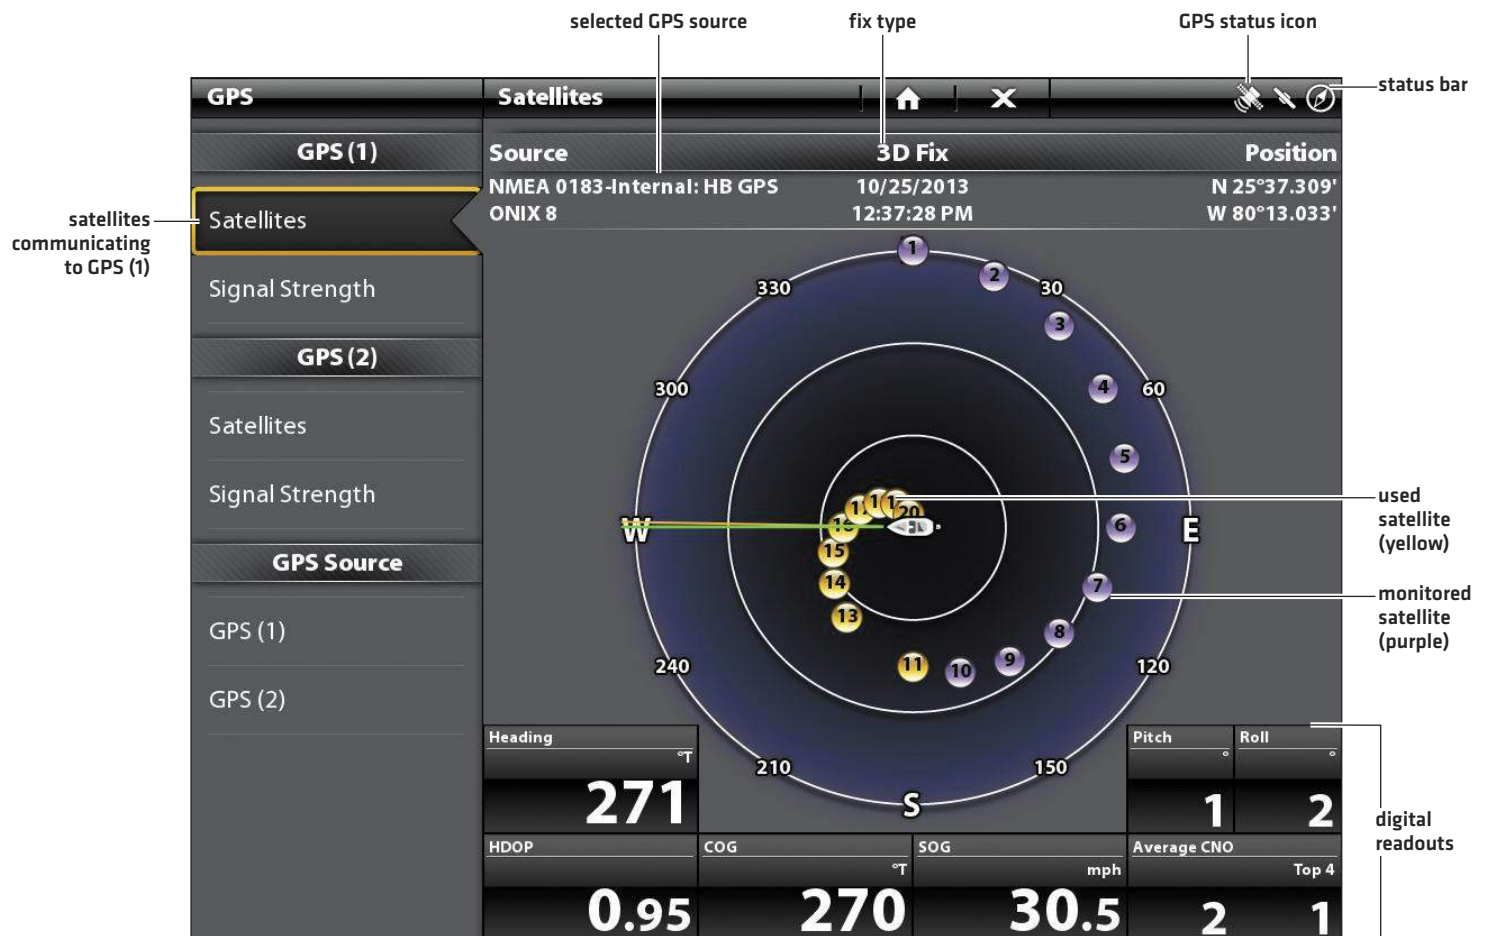 selected GPS source
fix type
GPS status icon
status bar
GPS
Satellites
GPS (1)
Source
3D Fix
Position
NMEA 0183-Internal: HB GPS
10/25/2013
N 25°37.309'
ONIX 8
12:37:28 PM
W 80°13.033'
satellites
communicating
to GPS (1)
Satellites
Signal Strength
GPS (2)
Satellites
Signal Strength
GPS Source
GPS (1)
GPS (2)
1
2
330
30
3
300
4
60
5
20
W
6
E
15
14
7
13
8
11
10
9
240
120
210
150
S
used
satellite
(yellow)
monitored
satellite
(purple)
Heading
°T
271
Pitch
°
1
Roll
°
2
digital
readouts
HDOP
0.95
COG
°T
270
SOG
mph
30.5
Average CNO
Top 4
2
1